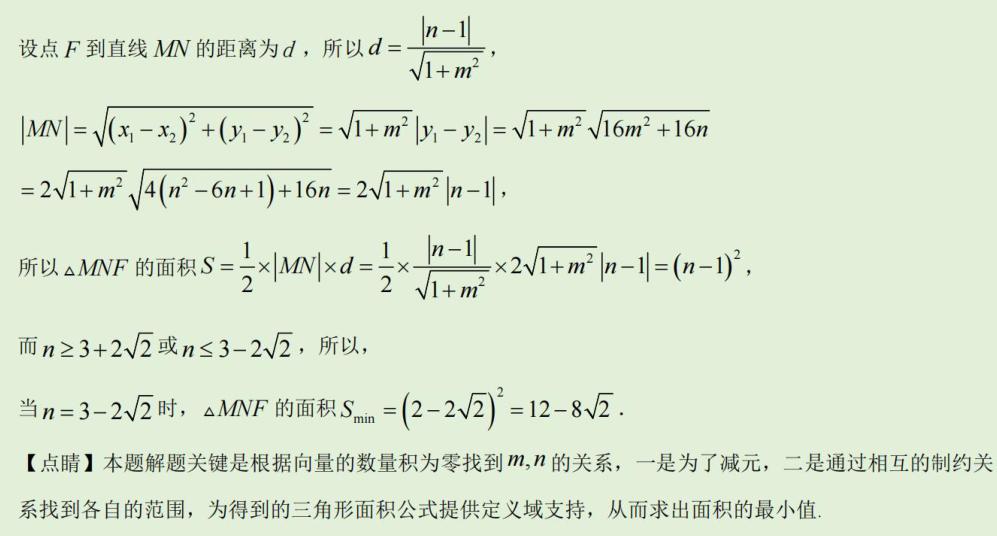 设点 F 到直线 MN 的距离为 d ，所以 d = \frac{|n-1|}{\sqrt{1+m^2}}，
|MN| = \sqrt{(x_1-x_2)^2+(y_1-y_2)^2} = \sqrt{1+m^2}|y_1-y_2| = \sqrt{1+m^2}\sqrt{16m^2+16n}
= 2\sqrt{1+m^2}\sqrt{4(n^2-6n+1)+16n} = 2\sqrt{1+m^2}|n-1|，
所以 △MNF 的面积 S = \frac{1}{2}×|MN|×d = \frac{1}{2}×\frac{|n-1|}{\sqrt{1+m^2}}×2\sqrt{1+m^2}|n-1| = (n-1)^2，
而 n ≥ 3+2\sqrt{2} 或 n ≤ 3-2\sqrt{2} ，所以，
当 n = 3-2\sqrt{2} 时， △MNF 的面积 S_{min} = (2-2\sqrt{2})^2 = 12-8\sqrt{2} .
【点睛】本题解题关键是根据向量的数量积为零找到 m,n 的关系，一是为了减元，二是通过相互的制约关
系找到各自的范围，为得到的三角形面积公式提供定义域支持，从而求出面积的最小值.